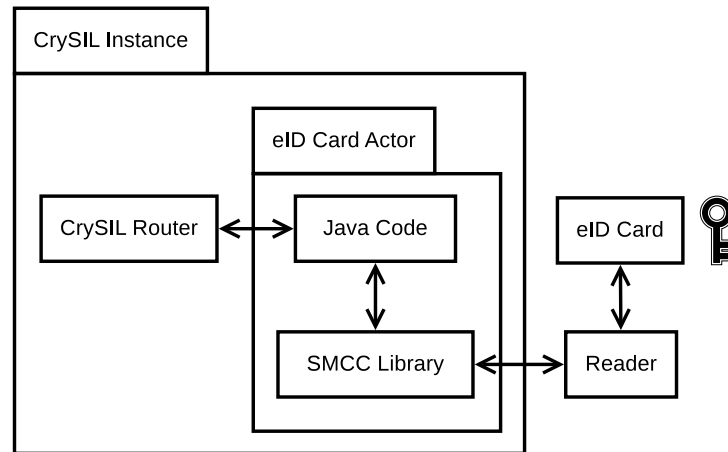 CrySIL Instance
eID Card Actor
CrySIL Router
Java Code
eID Card
SMCC Library
Reader